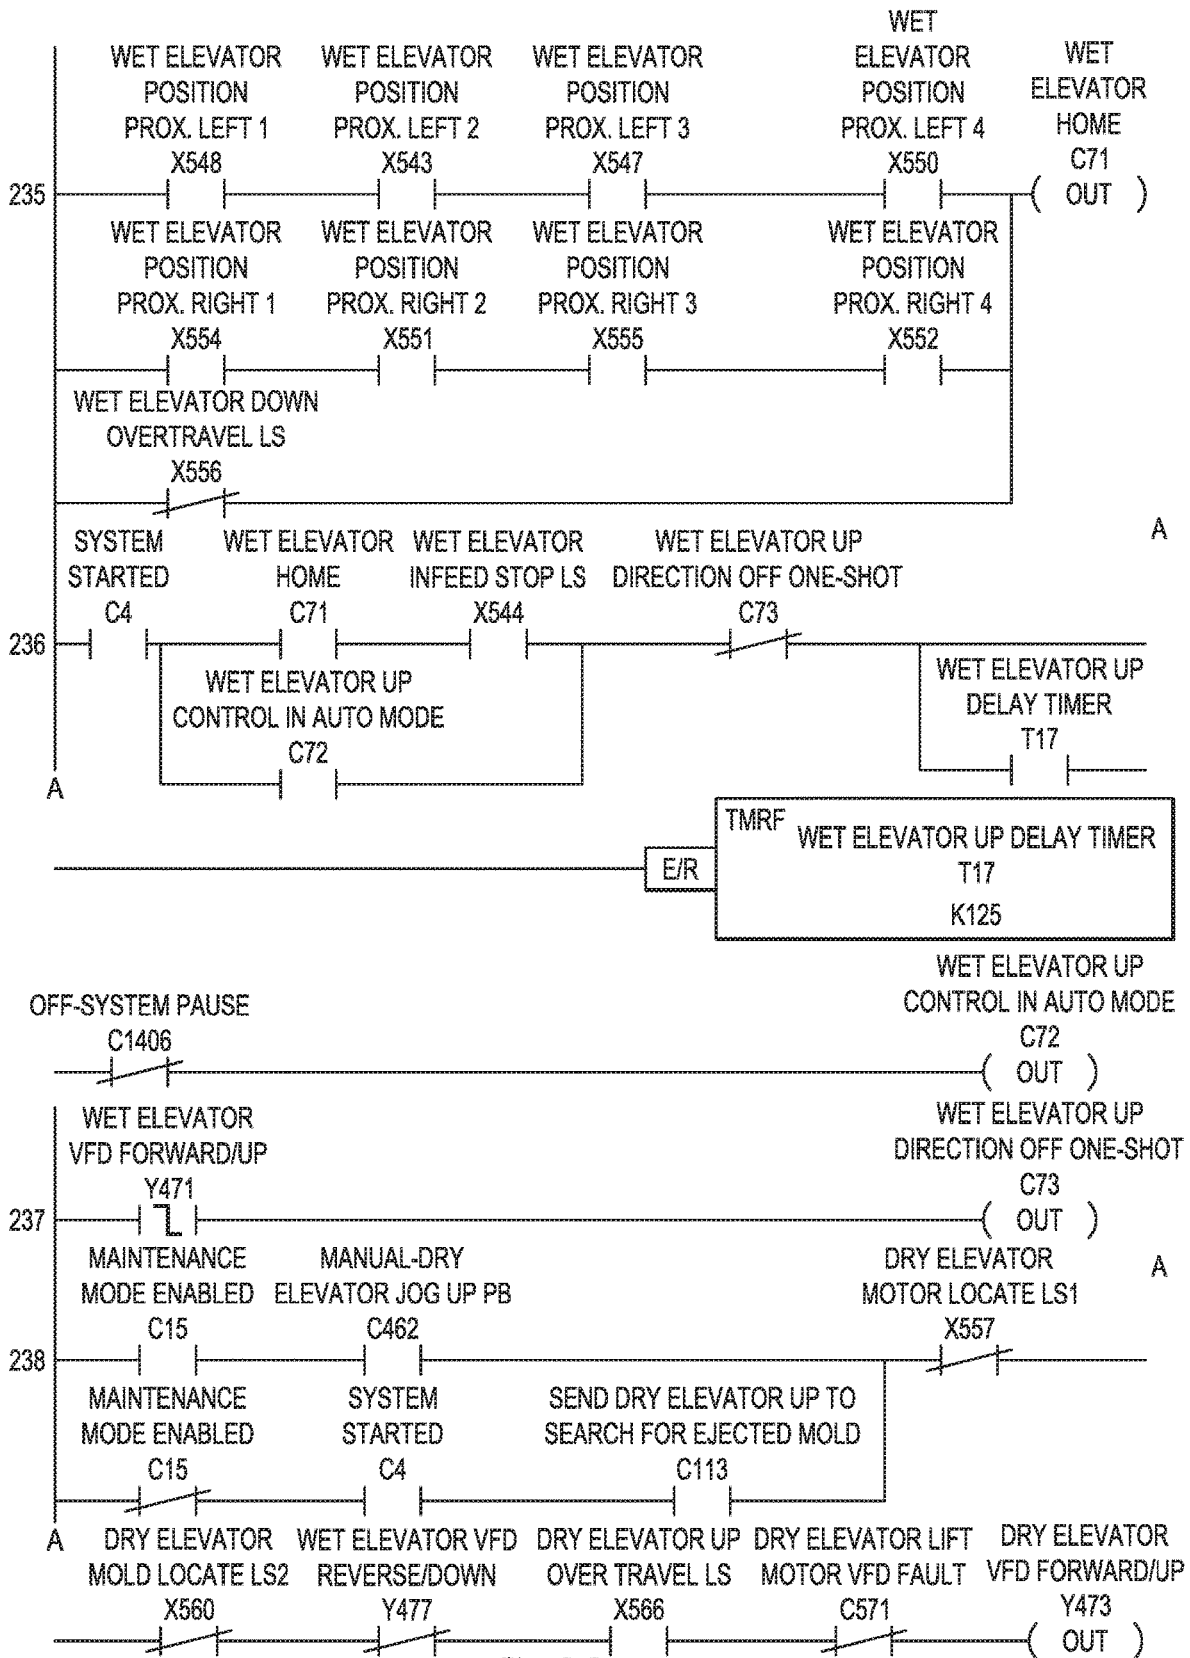 WET ELEVATOR POSITION PROX. LEFT 1 X548
WET ELEVATOR POSITION PROX. LEFT 2 X543
WET ELEVATOR POSITION PROX. LEFT 3 X547
WET ELEVATOR POSITION PROX. LEFT 4 X550
WET ELEVATOR HOME C71
235
( OUT )
WET ELEVATOR POSITION PROX. RIGHT 1 X554
WET ELEVATOR POSITION PROX. RIGHT 2 X551
WET ELEVATOR POSITION PROX. RIGHT 3 X555
WET ELEVATOR POSITION PROX. RIGHT 4 X552
WET ELEVATOR DOWN OVERTRAVEL LS X556
A
SYSTEM STARTED C4
WET ELEVATOR HOME C71
WET ELEVATOR INFEED STOP LS X544
WET ELEVATOR UP DIRECTION OFF ONE-SHOT C73
236
WET ELEVATOR UP CONTROL IN AUTO MODE C72
WET ELEVATOR UP DELAY TIMER T17
A
TMRF
WET ELEVATOR UP DELAY TIMER
E/R
T17
K125
OFF-SYSTEM PAUSE C1406
WET ELEVATOR UP CONTROL IN AUTO MODE C72
( OUT )
WET ELEVATOR VFD FORWARD/UP Y471
WET ELEVATOR UP DIRECTION OFF ONE-SHOT C73
237
( OUT )
MAINTENANCE MODE ENABLED C15
MANUAL-DRY ELEVATOR JOG UP PB C462
DRY ELEVATOR MOTOR LOCATE LS1 X557
A
238
MAINTENANCE MODE ENABLED C15
SYSTEM STARTED C4
SEND DRY ELEVATOR UP TO SEARCH FOR EJECTED MOLD C113
A
DRY ELEVATOR MOLD LOCATE LS2 X560
WET ELEVATOR VFD REVERSE/DOWN Y477
DRY ELEVATOR UP OVER TRAVEL LS X566
DRY ELEVATOR LIFT MOTOR VFD FAULT C571
DRY ELEVATOR VFD FORWARD/UP Y473
( OUT )